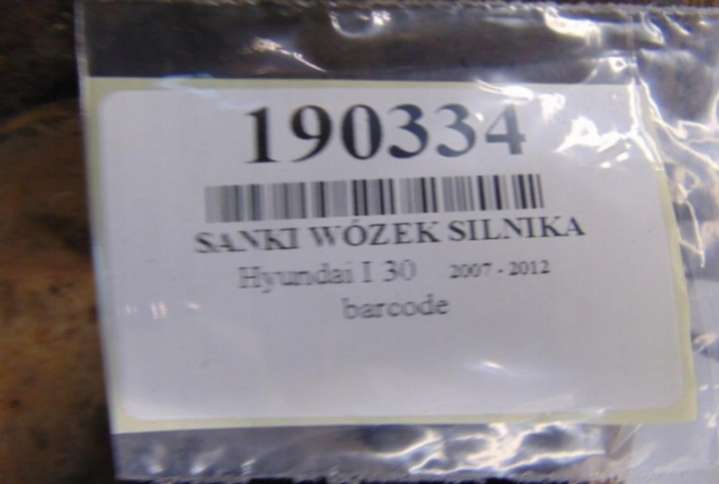 190334
SANKI WÓZEK SILNIKA
Hyundai I 30 2007 - 2012
barcode